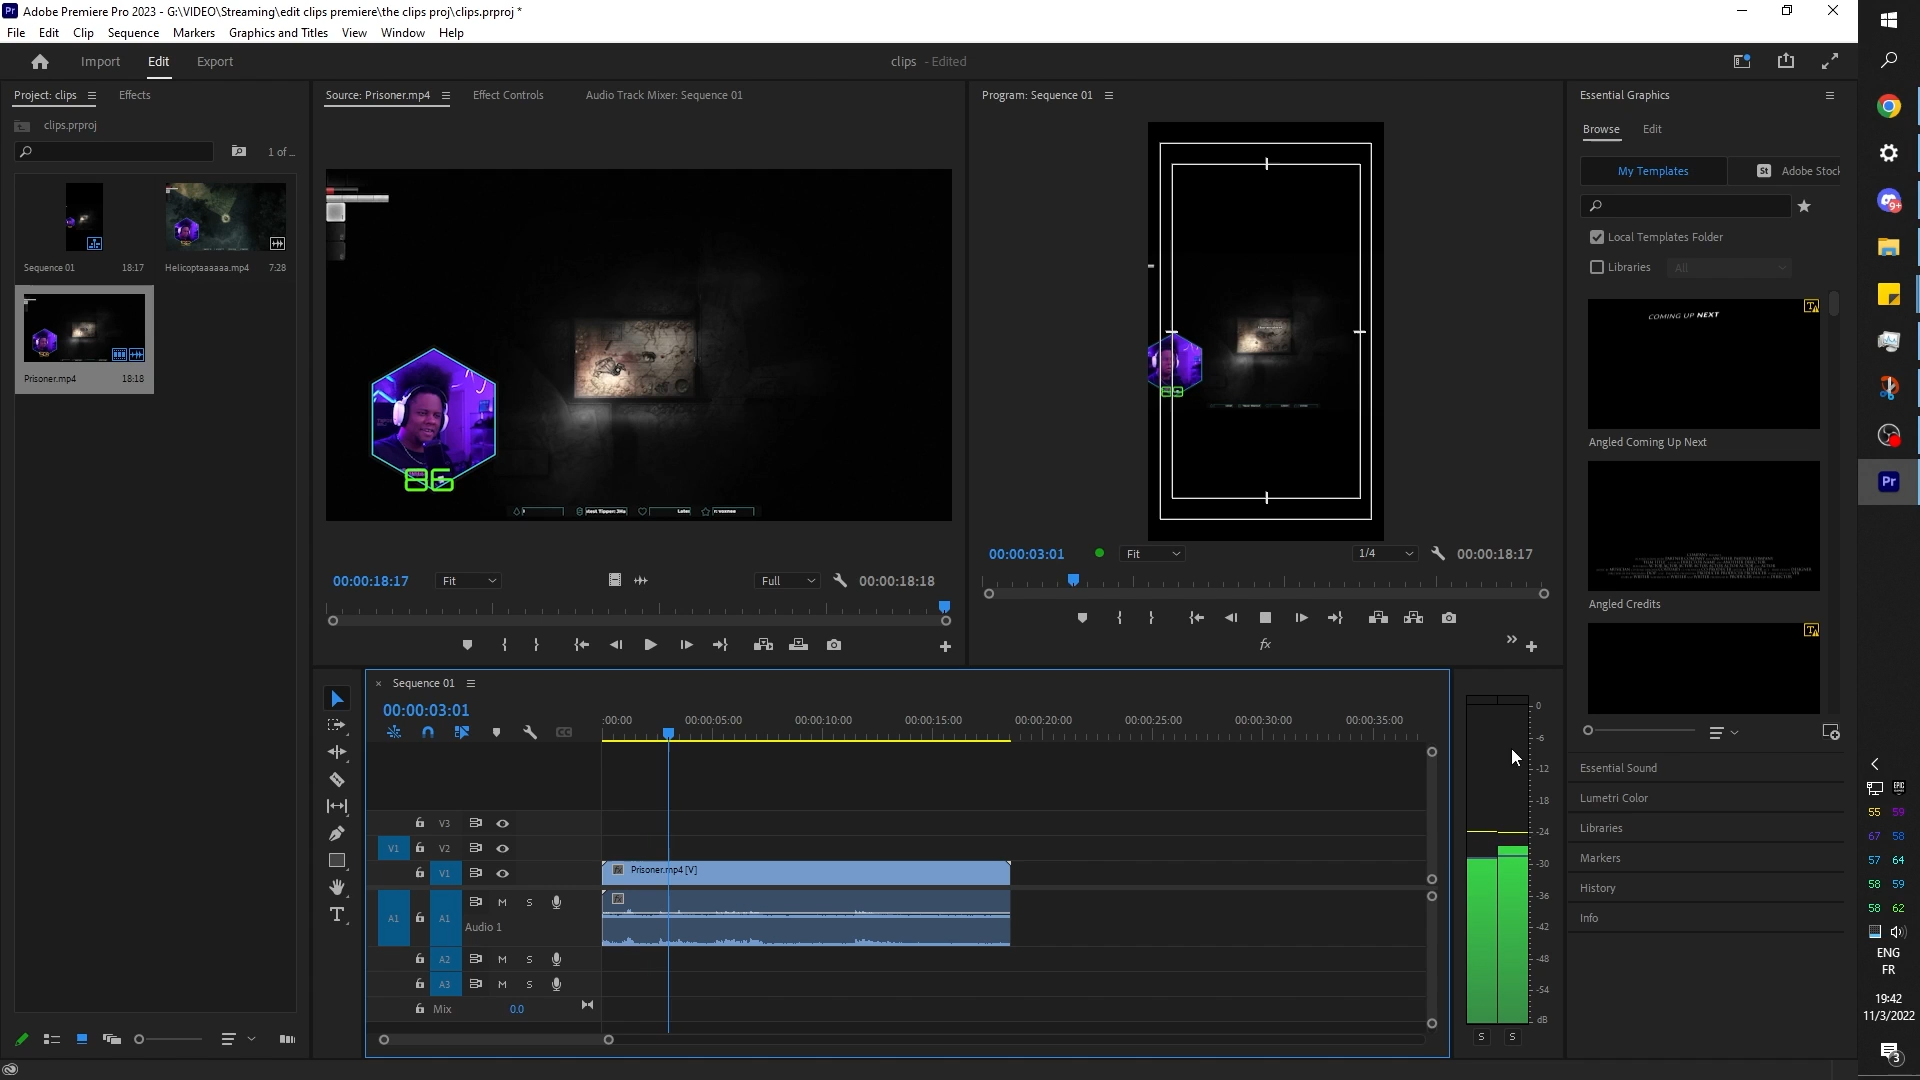 Pr Adobe Premiere Pro 2023 - G:\VIDEO\Streaming\edit clips premiere\the clips proj\clips.prproj *
File Edit Clip Sequence Markers Graphics and Titles View Window Help
Import Edit Export
clips - Edited
Project: clips Effects
clips.prproj
1 of ...
Sequence 01 18:17
Helicoptaaaaaa.mp4 7:28
Prisoner.mp4 18:18
Source: Prisoner.mp4 Effect Controls Audio Track Mixer: Sequence 01
86
00:00:18:17 Fit Full 00:00:18:18
Program: Sequence 01
00:00:03:01 Fit 1/4 00:00:18:17
fx
Essential Graphics
Browse Edit
My Templates St Adobe Stock
Local Templates Folder
Libraries All
COMING UP NEXT
Angled Coming Up Next
Angled Credits
Essential Sound
Lumetri Color
Libraries
Markers
History
Info
× Sequence 01
00:00:03:01
:00:00 00:00:05:00 00:00:10:00 00:00:15:00 00:00:20:00 00:00:25:00 00:00:30:00 00:00:35:00
V3
V1 V2
V1
Prisoner.mp4 [V]
A1 A1 M S
Audio 1
A2 M S
A3 M S
Mix 0.0
0
-6
-12
-18
-24
-30
-36
-42
-48
-54
dB
S S
9+
Pr
EPIC
55 59
67 58
57 64
58 59
58 62
ENG
FR
19:42
11/3/2022
3